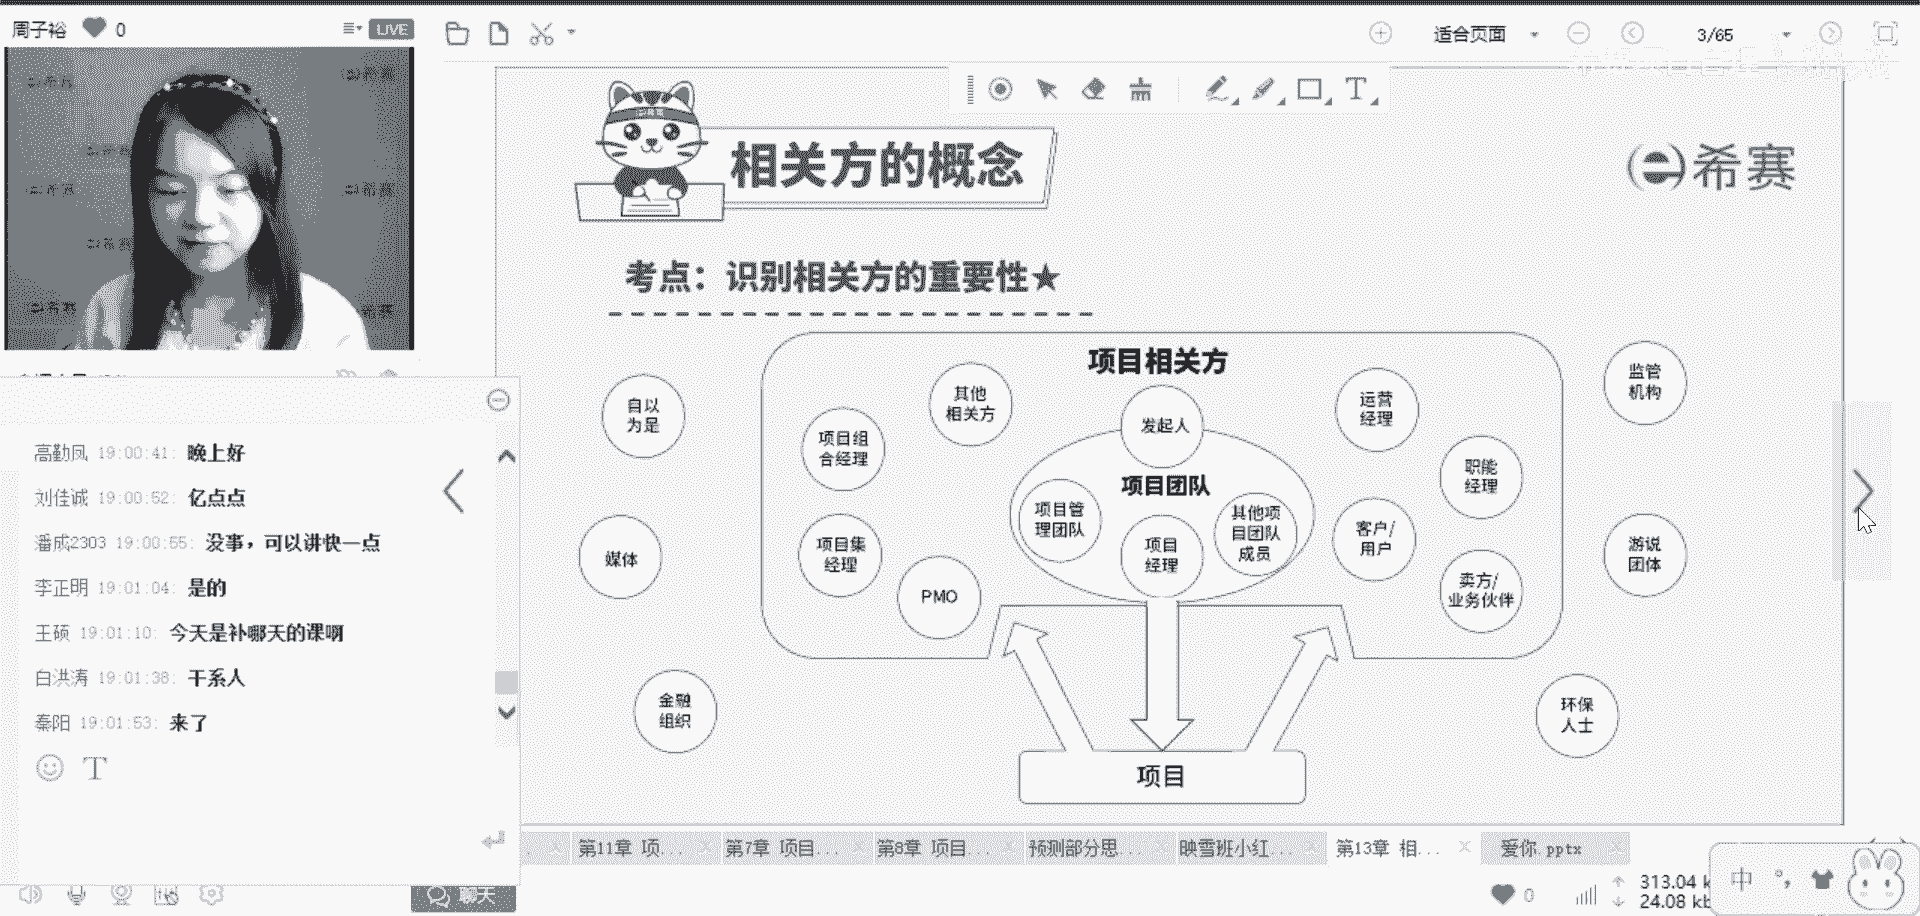 周子裕 0
LIVE
适合页面
3/65
希赛
相关方的概念
考点：识别相关方的重要性★
项目相关方
自以
为是
媒体
金融
组织
项目组
合经理
其他
相关方
项目集
经理
PMO
发起人
项目团队
项目管
理团队
项目
经理
其他项
目团队
成员
运营
经理
职能
经理
客户/
用户
卖方/
业务伙伴
监管
机构
游说
团体
环保
人士
项目
高勤凤 19:00:41: 晚上好
刘佳诚 19:00:52: 亿点点
潘成2303 19:00:55: 没事，可以讲快一点
李正明 19:01:04: 是的
王硕 19:01:10: 今天是补哪天的课啊
白洪涛 19:01:38: 干系人
秦阳 19:01:53: 来了
聊天
第11章 项...
第7章 项目...
第8章 项目...
预测部分思...
映雪班小红...
第13章 相...
爱你.pptx
0
313.04 k
24.08 kb
中